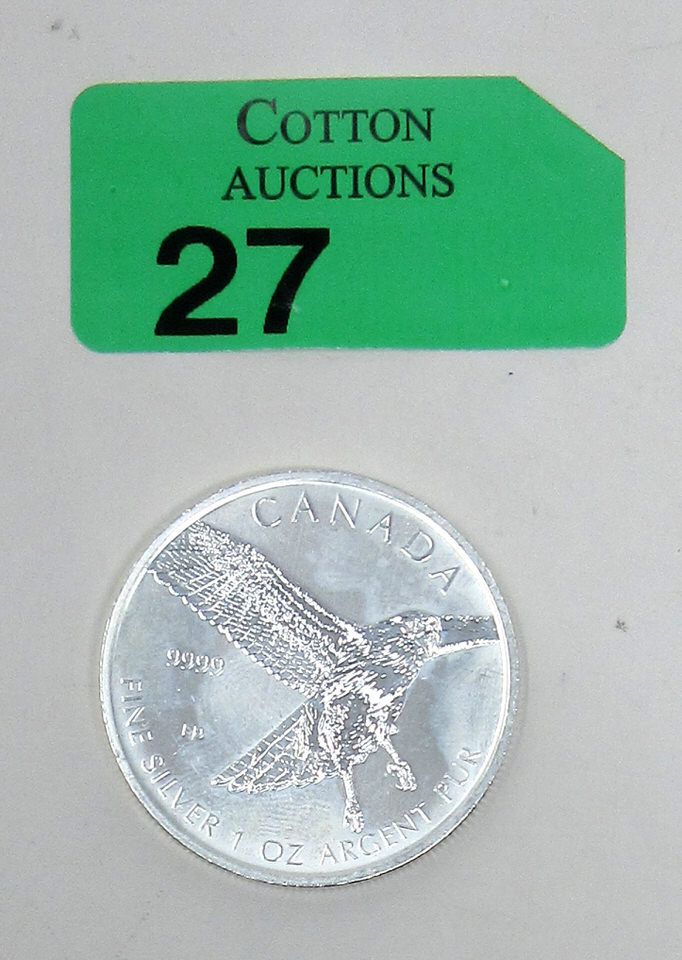 COTTON
AUCTIONS
27
CANADA
9999
FINE SILVER 1 OZ ARGENT PUR